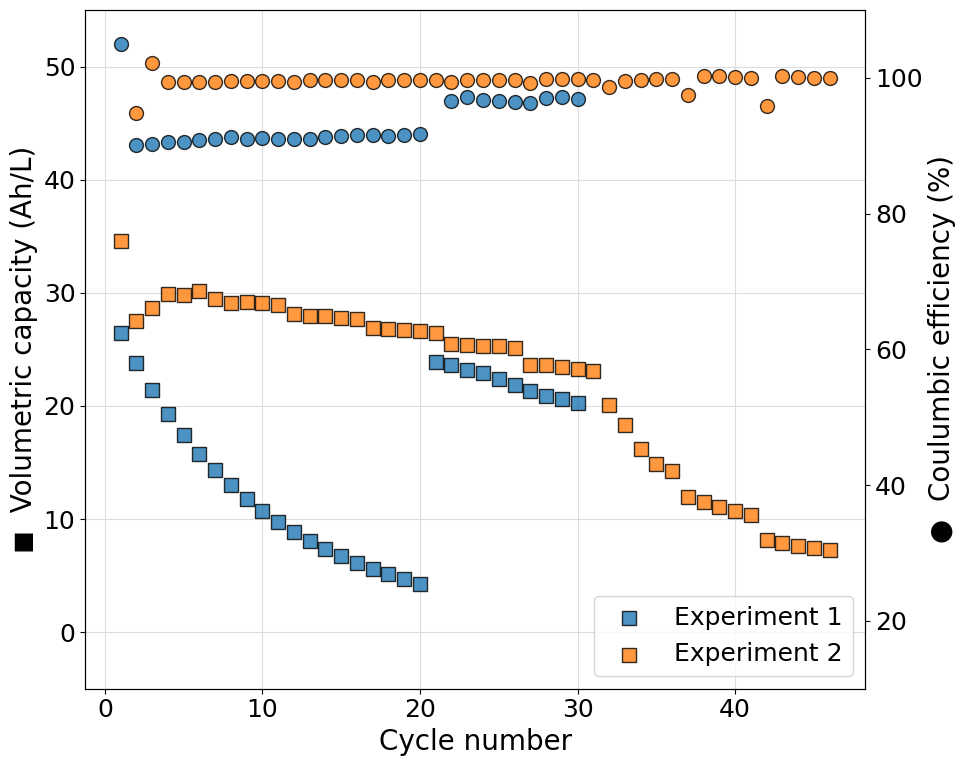 ■ Volumetric capacity (Ah/L)
50
40
30
20
10
0
100
80
60
40
20
● Coulumbic efficiency (%)
Experiment 1
Experiment 2
0 10 20 30 40
Cycle number